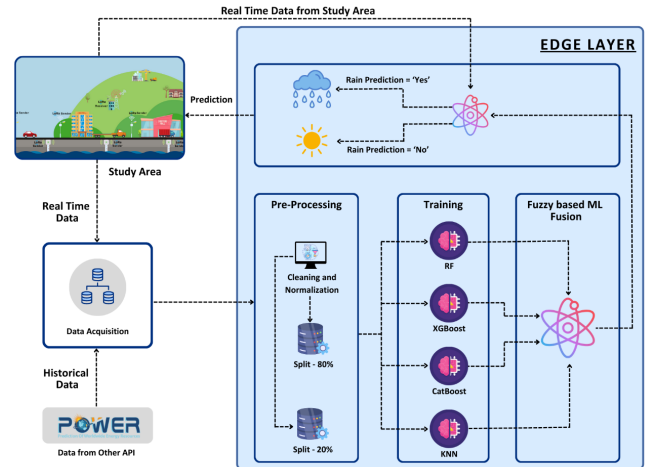 Real Time Data from Study Area
EDGE LAYER
Rain Prediction = ‘Yes’
Prediction
Rain Prediction = ‘No’
Study Area
Real Time
Data
Pre-Processing
Training
Fuzzy based ML
Fusion
Cleaning and
Normalization
RF
Data Acquisition
XGBoost
Split - 80%
Historical
Data
CatBoost
POWER
Split - 20%
KNN
Data from Other API